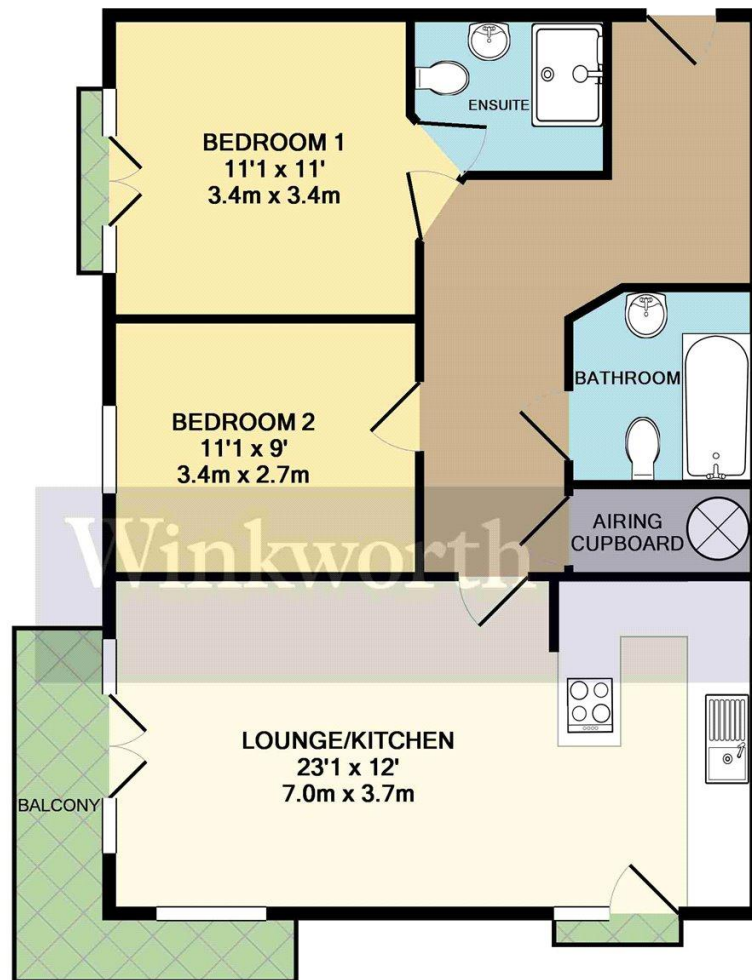 BEDROOM 1
11'1 x 11'
3.4m x 3.4m
ENSUITE
BEDROOM 2
11'1 x 9'
3.4m x 2.7m
BATHROOM
AIRING
CUPBOARD
Winkworth
LOUNGE/KITCHEN
23'1 x 12'
7.0m x 3.7m
BALCONY